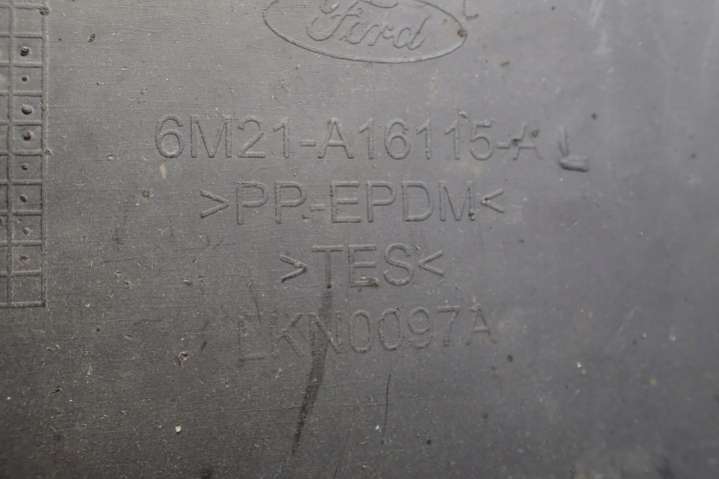 Ford
6M21-A16115-A
>PP-EPDM<
>TES<
LKN0097A